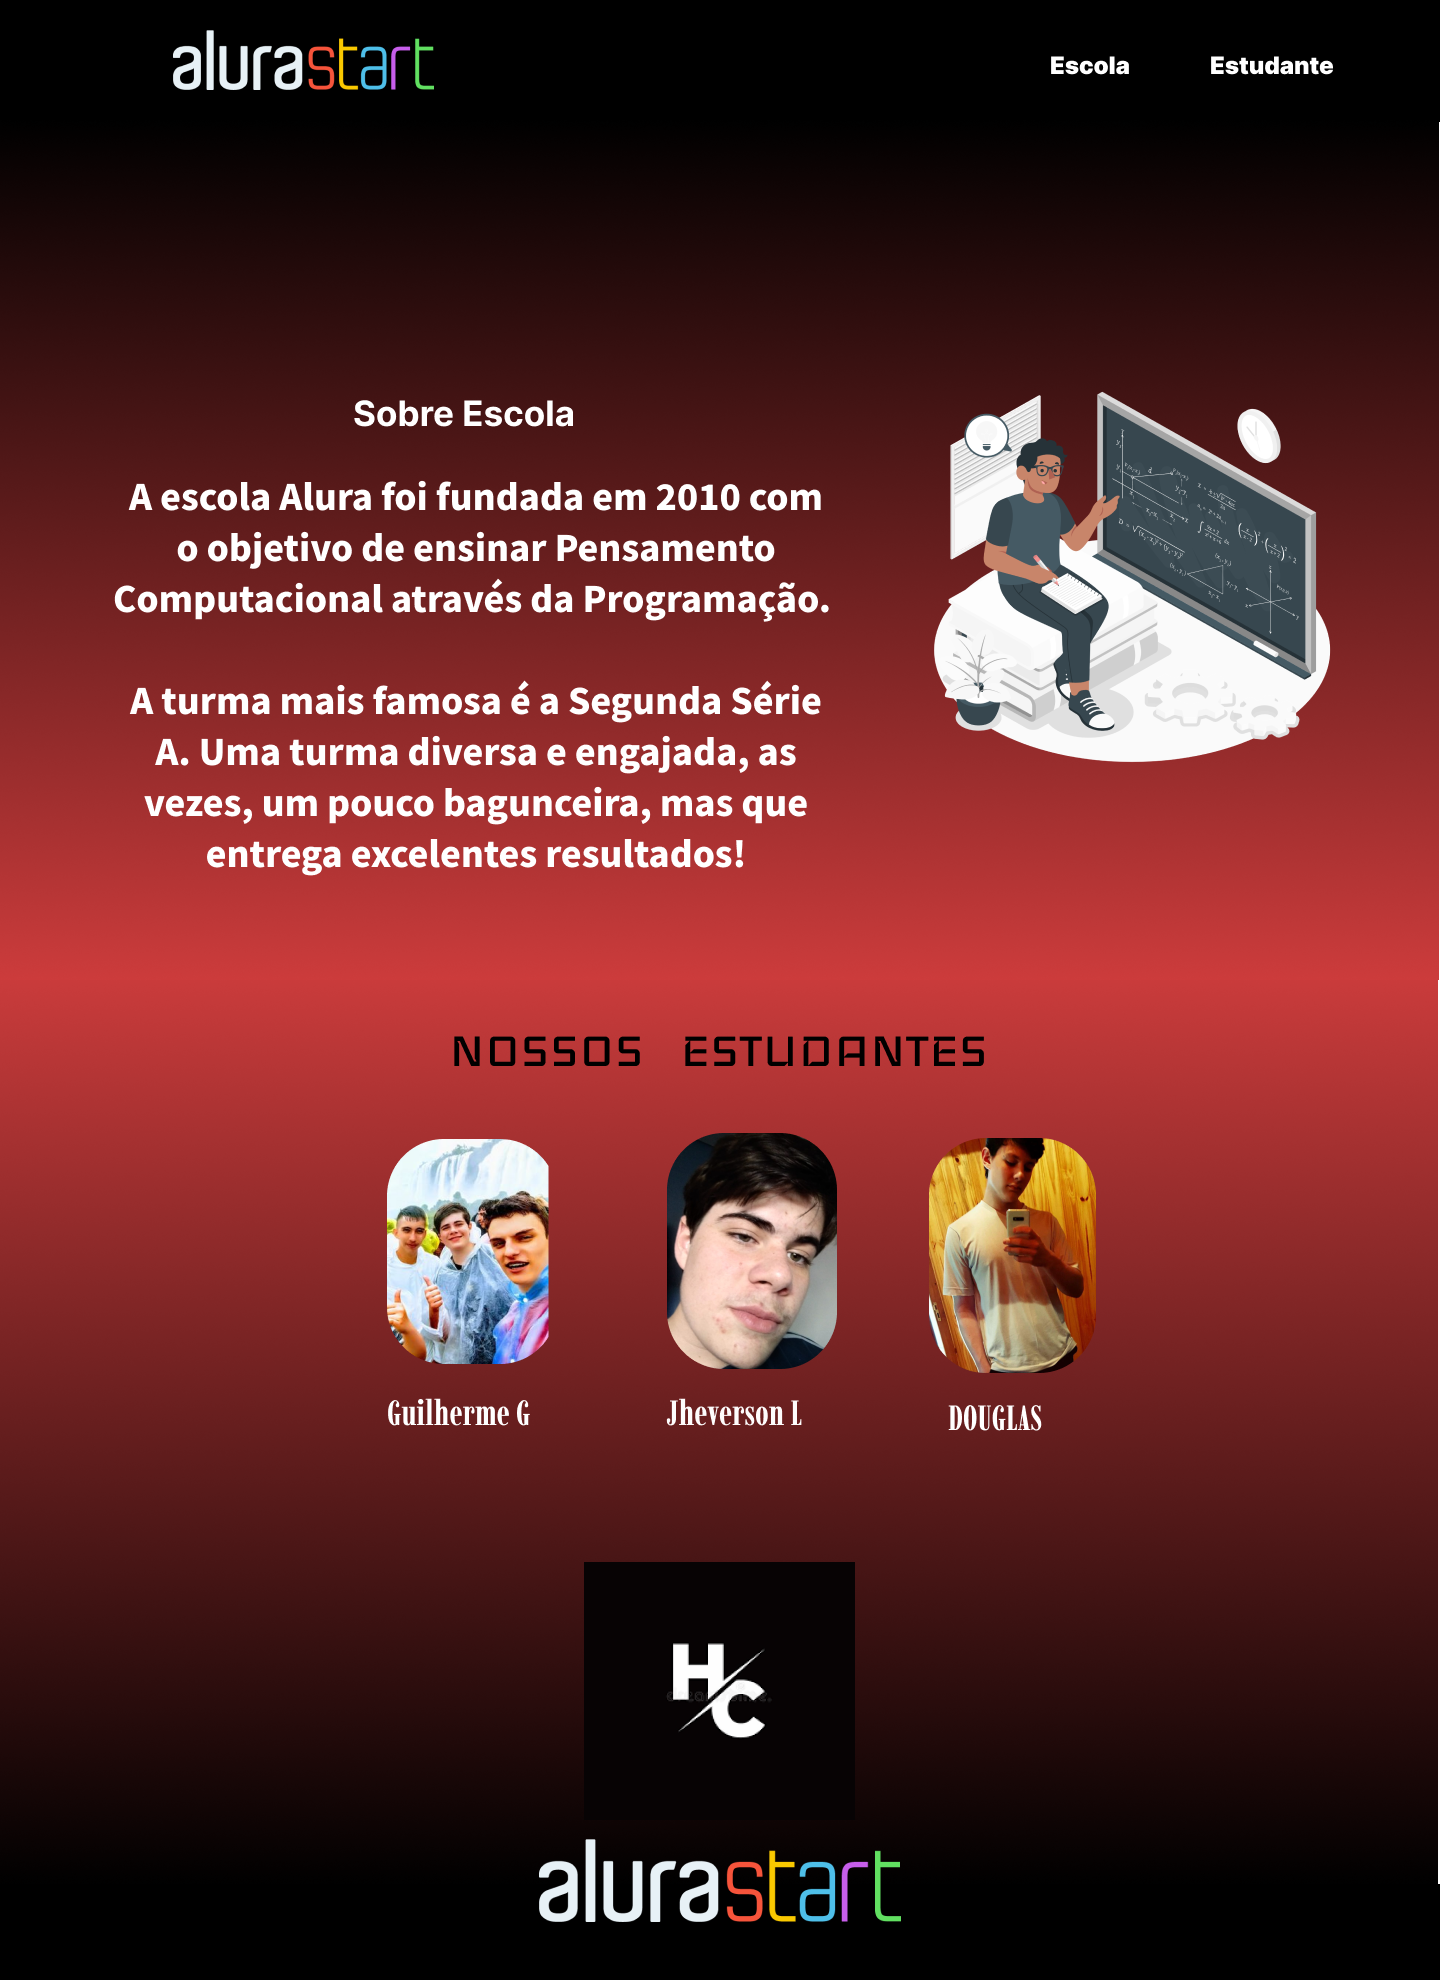 alurastart
Escola Estudante
Sobre Escola
A escola Alura foi fundada em 2010 com
o objetivo de ensinar Pensamento
Computacional através da Programação.
A turma mais famosa é a Segunda Série
A. Uma turma diversa e engajada, as
vezes, um pouco bagunceira, mas que
entrega excelentes resultados!
NOSSOS ESTUDANTES
Guilherme G
Jheverson L
DOUGLAS
HC
alurastart